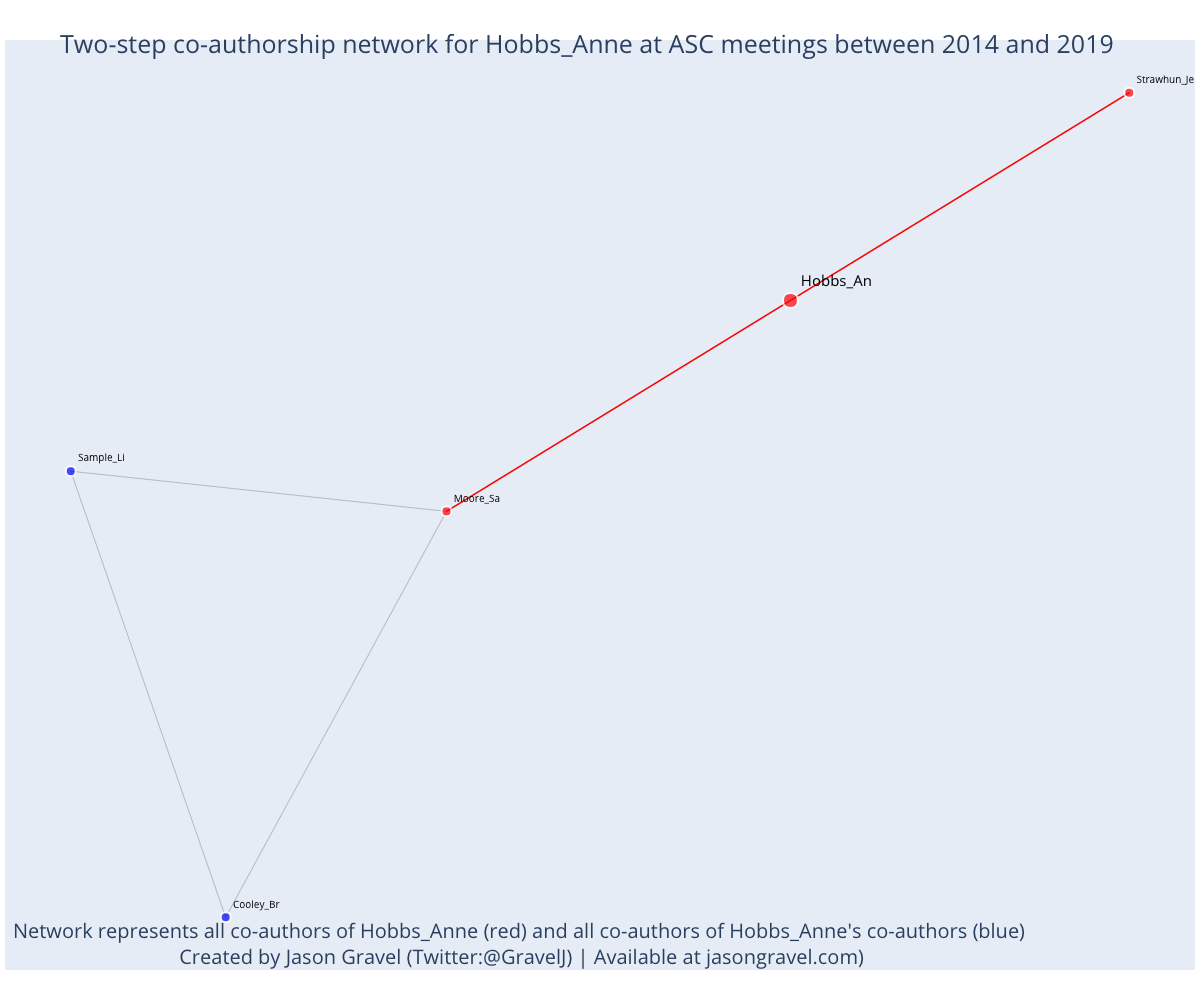 Two-step co-authorship network for Hobbs_Anne at ASC meetings between 2014 and 2019
Strawhun_Je
Hobbs_An
Sample_Li
Moore_Sa
Cooley_Br
Network represents all co-authors of Hobbs_Anne (red) and all co-authors of Hobbs_Anne's co-authors (blue)
Created by Jason Gravel (Twitter:@GravelJ) | Available at jasongravel.com)